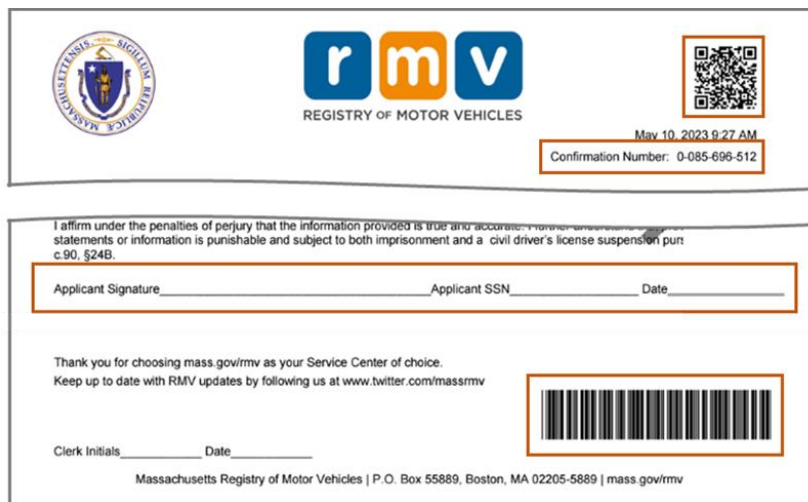 MASSACHUSETTENSIS. SIGILLUM REIPUBLICÆ
rmv
REGISTRY OF MOTOR VEHICLES
May 10, 2023 9:27 AM
Confirmation Number: 0-085-696-512
I affirm under the penalties of perjury that the information provided is true and accurate. I further understand
statements or information is punishable and subject to both imprisonment and a civil driver's license suspension purs
c.90, §24B.
Applicant Signature Applicant SSN Date
Thank you for choosing mass.gov/rmv as your Service Center of choice.
Keep up to date with RMV updates by following us at www.twitter.com/massrmv
Clerk Initials Date
Massachusetts Registry of Motor Vehicles | P.O. Box 55889, Boston, MA 02205-5889 | mass.gov/rmv